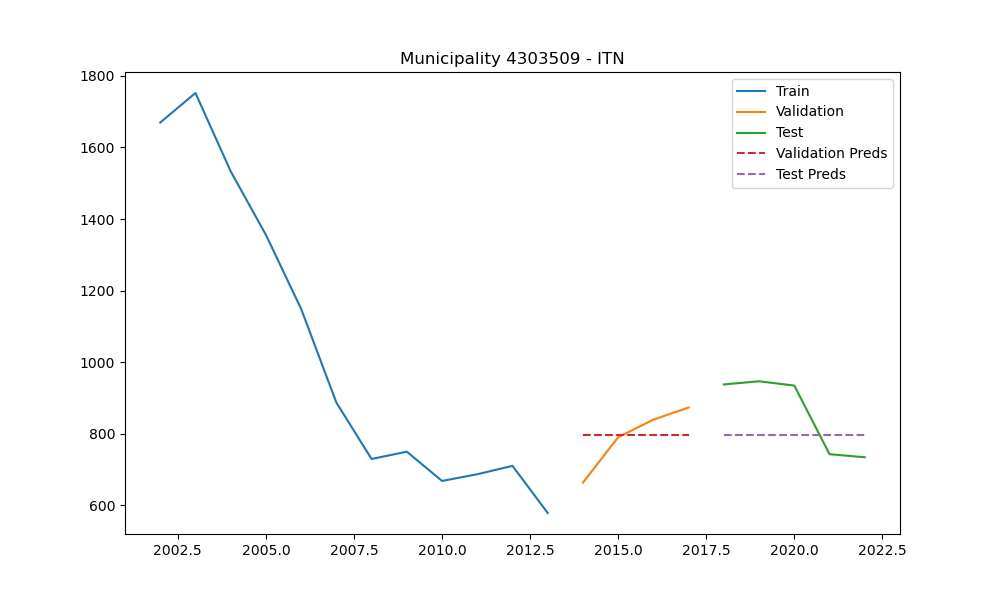 Municipality 4303509 - ITN
1800
1600
1400
1200
1000
800
600
2002.5
2005.0
2007.5
2010.0
2012.5
2015.0
2017.5
2020.0
2022.5
Train
Validation
Test
Validation Preds
Test Preds